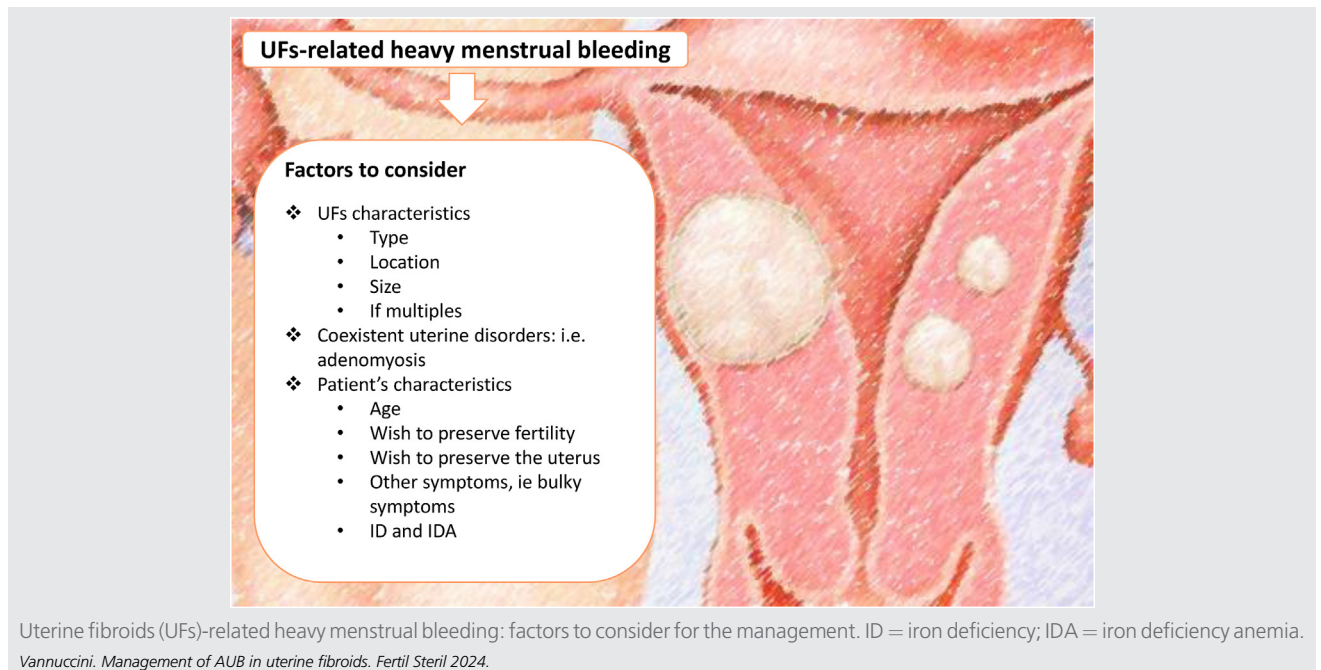 UFs-related heavy menstrual bleeding
Factors to consider
❖ UFs characteristics
• Type
• Location
• Size
• If multiples
❖ Coexistent uterine disorders: i.e.
adenomyosis
❖ Patient’s characteristics
• Age
• Wish to preserve fertility
• Wish to preserve the uterus
• Other symptoms, ie bulky
symptoms
• ID and IDA
Uterine fibroids (UFs)-related heavy menstrual bleeding: factors to consider for the management. ID = iron deficiency; IDA = iron deficiency anemia.
Vannuccini. Management of AUB in uterine fibroids. Fertil Steril 2024.